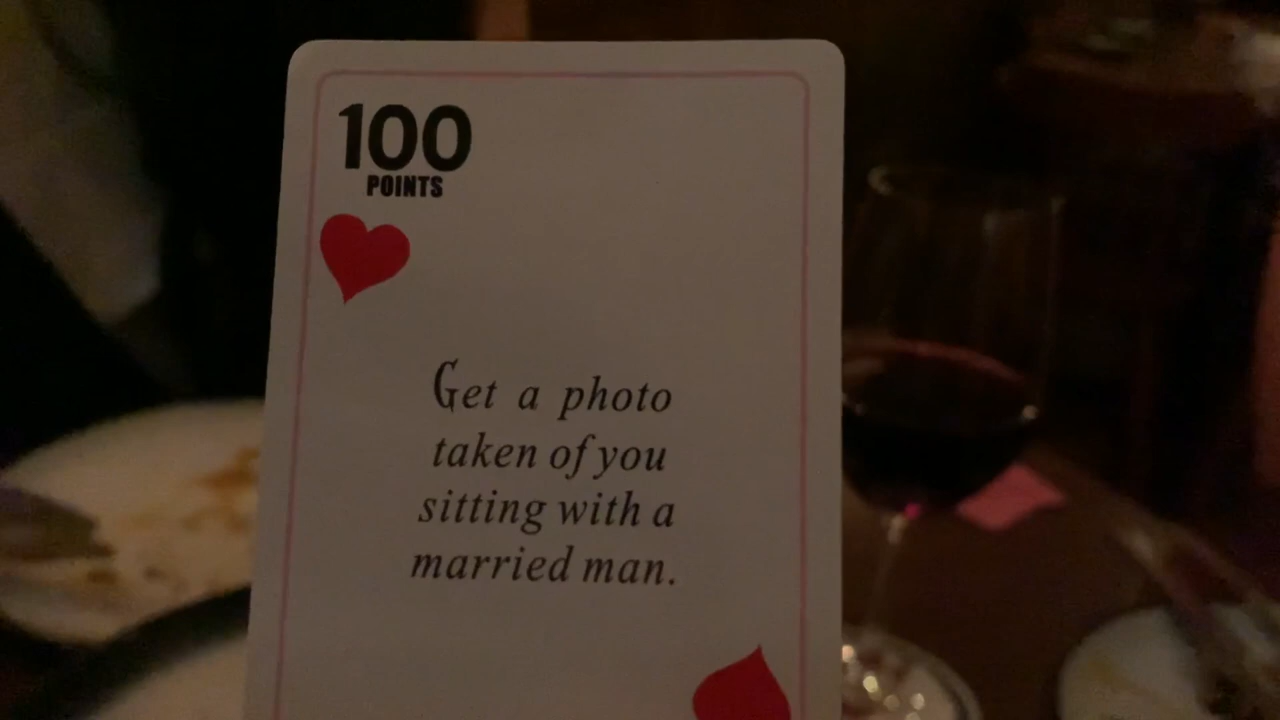 100
POINTS
Get a photo
taken of you
sitting with a
married man.